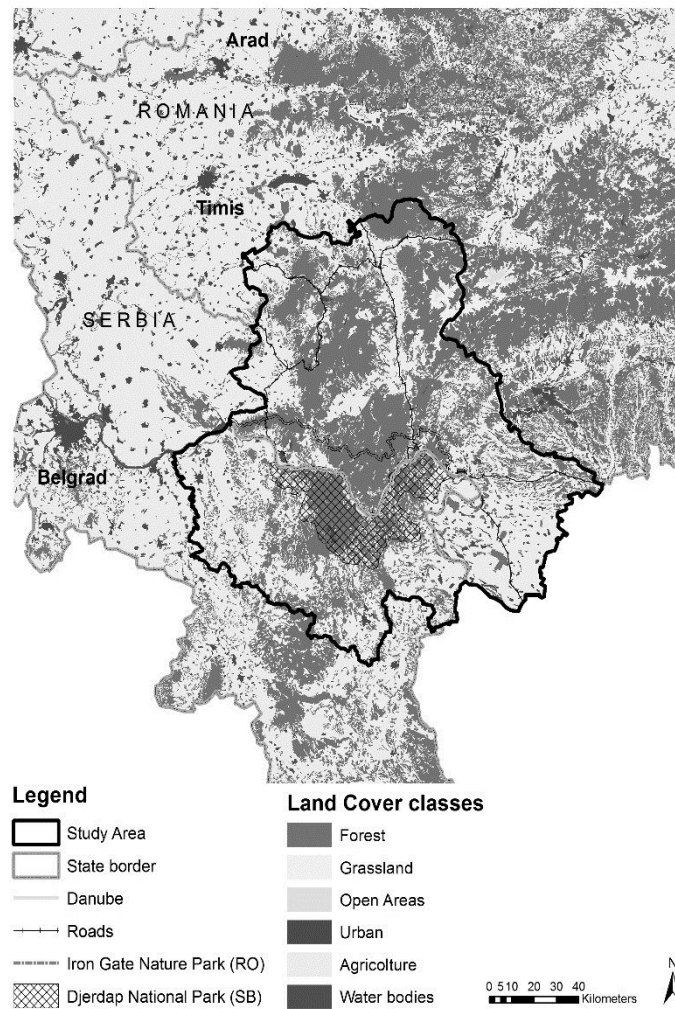 Arad
ROMANIA
Timis
SERBIA
Belgrad
Legend
Study Area
State border
Danube
Roads
Iron Gate Nature Park (RO)
Djerdap National Park (SB)
Land Cover classes
Forest
Grassland
Open Areas
Urban
Agricolture
Water bodies
0 5 10 20 30 40
Kilometers
N